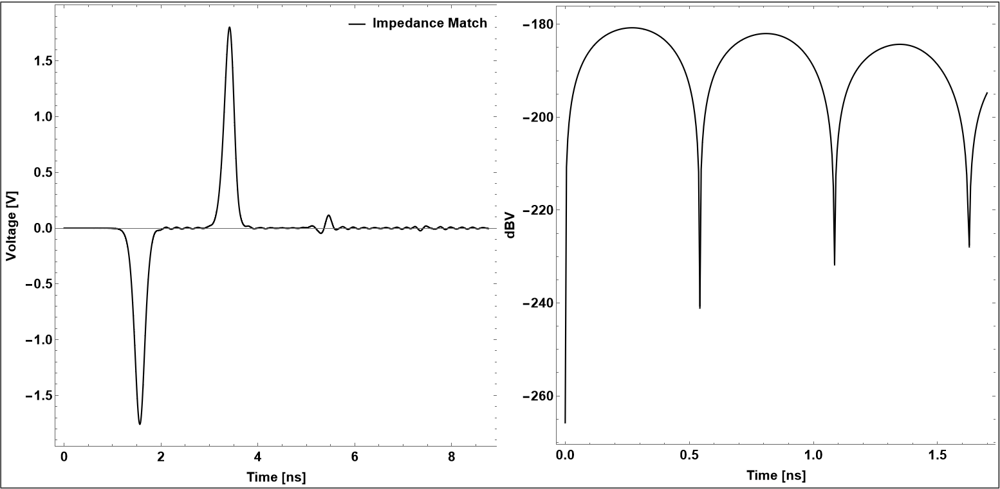 Impedance Match
1.5
1.0
0.5
0.0
−0.5
−1.0
−1.5
Voltage [V]
0 2 4 6 8
Time [ns]
−180
−200
−220
−240
−260
dBV
0.0 0.5 1.0 1.5
Time [ns]